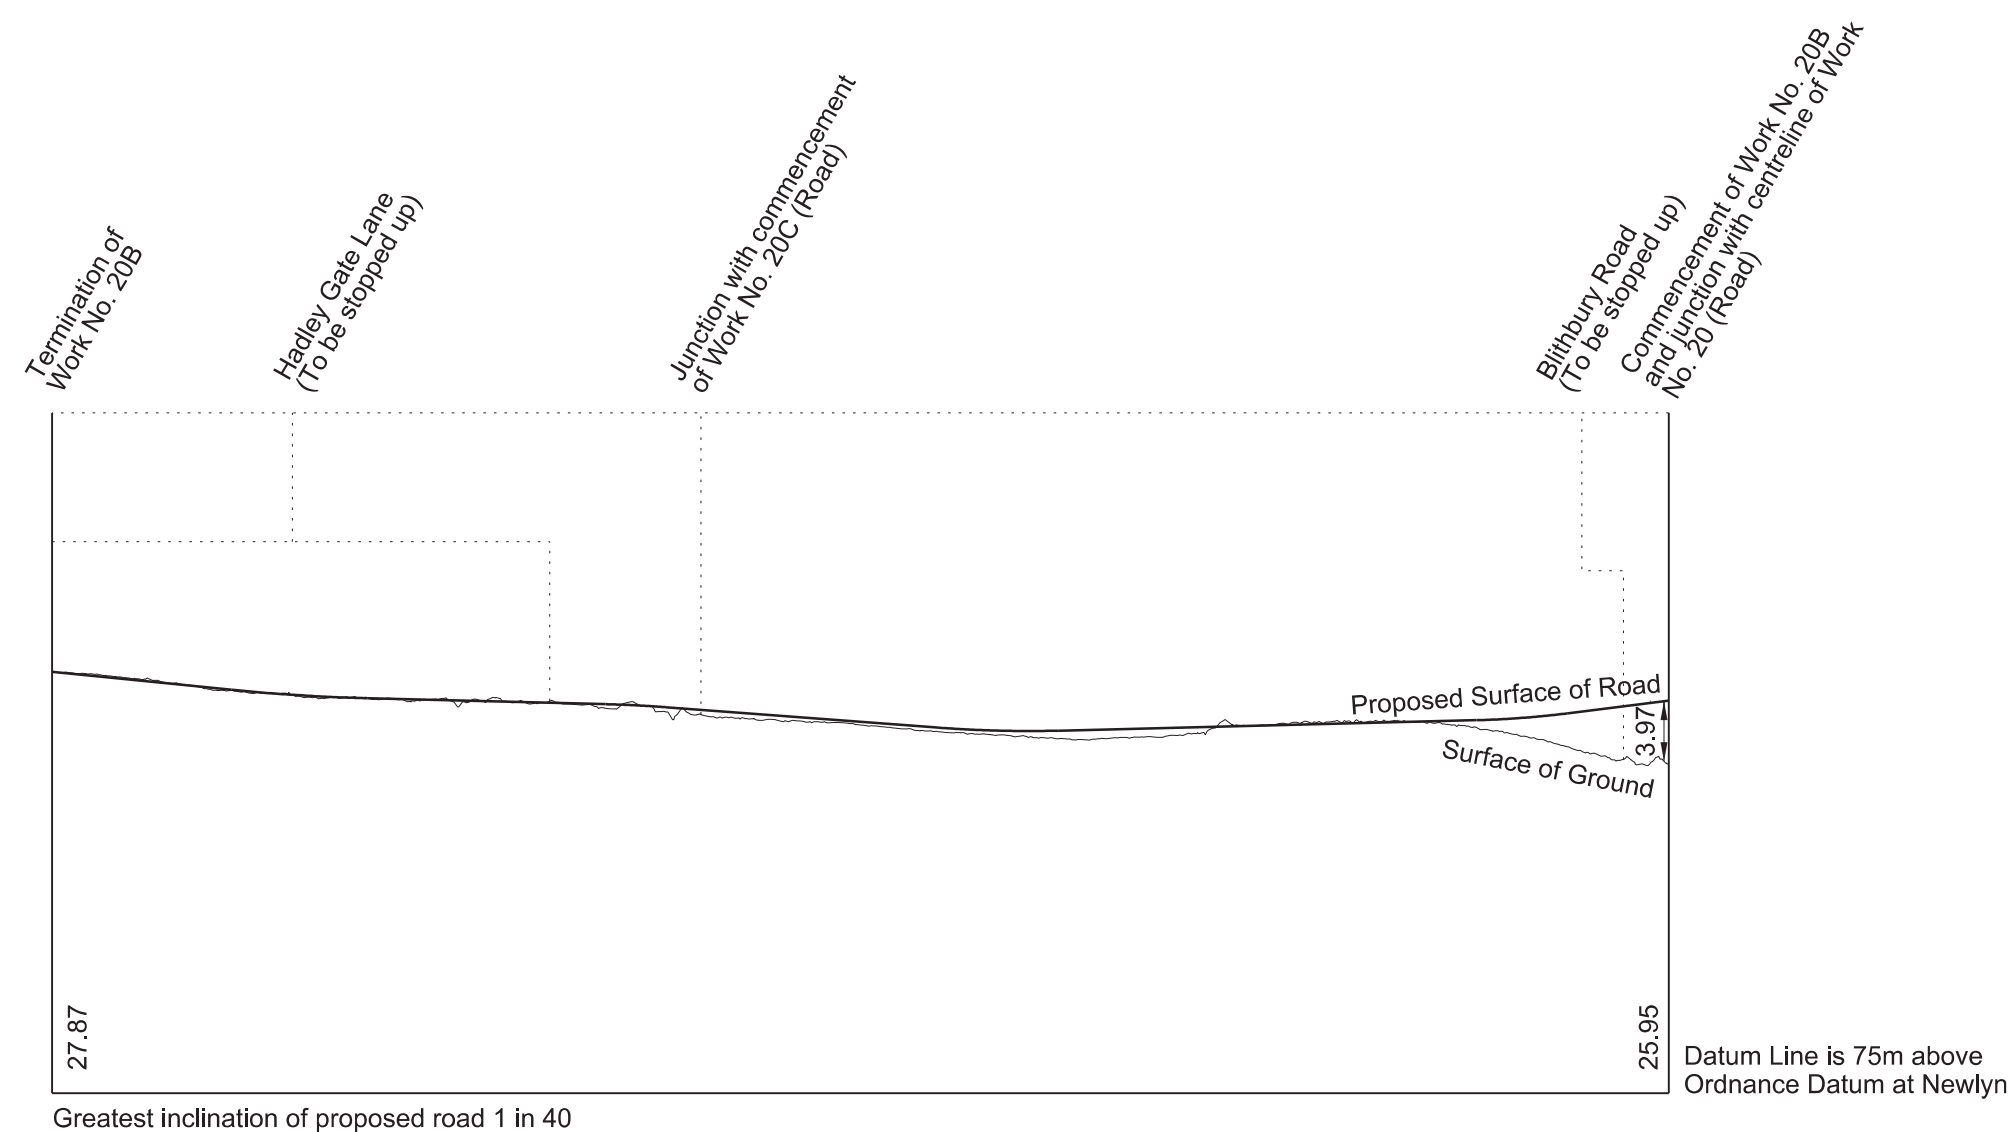 Termination of
Work No. 20B
Hadley Gate Lane
(To be stopped up)
Junction with commencement
of Work No. 20C (Road)
Blithbury Road
(To be stopped up)
Commencement of Work No. 20B
and junction with centreline of Work
No. 20 (Road)
Proposed Surface of Road
3.97
Surface of Ground
27.87
25.95
Datum Line is 75m above
Ordnance Datum at Newlyn
Greatest inclination of proposed road 1 in 40